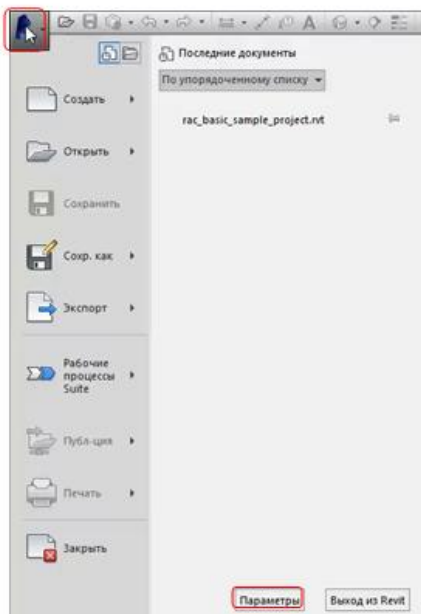 A
Последние документы
По упорядоченному списку
rac_basic_sample_project.rvt
Создать
Открыть
Сохранить
Сохр. как
Экспорт
Рабочие
процессы
Suite
Публ-ция
Печать
Закрыть
Параметры
Выход из Revit